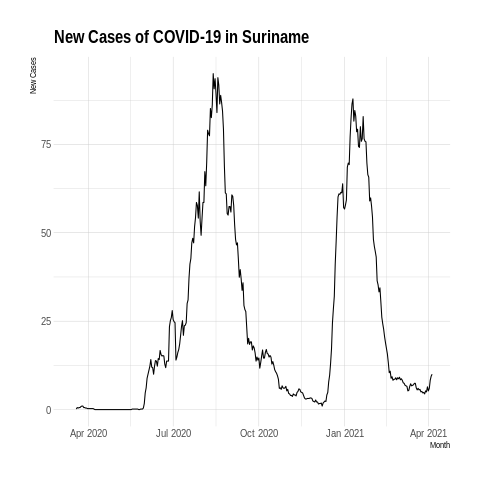 New Cases of COVID-19 in Suriname
New Cases
75
50
25
0
Apr 2020 Jul 2020 Oct 2020 Jan 2021 Apr 2021
Month